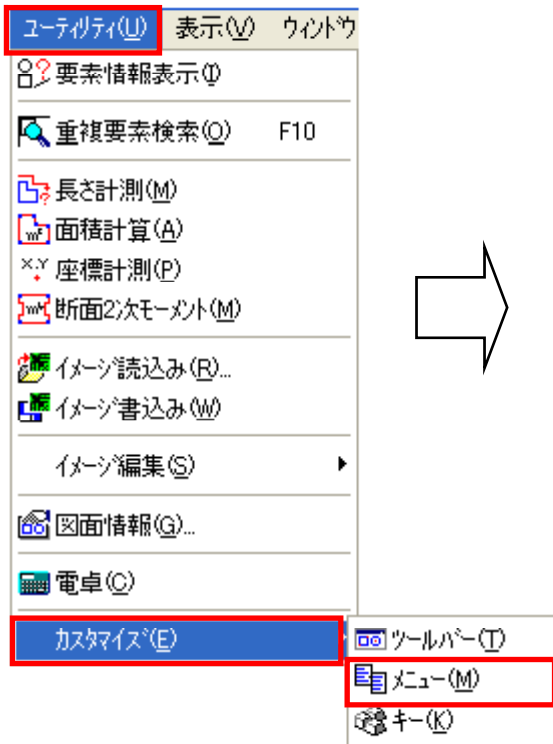 ユーティリティ(U) 表示(V) ウィンドウ
要素情報表示(I)
重複要素検索(O) F10
長さ計測(M)
面積計算(A)
座標計測(P)
断面2次モーメント(M)
イメージ読込み(R)...
イメージ書込み(W)
イメージ編集(S)
図面情報(G)...
電卓(C)
カスタマイズ(E)
ツールバー(T)
メニュー(M)
キー(K)